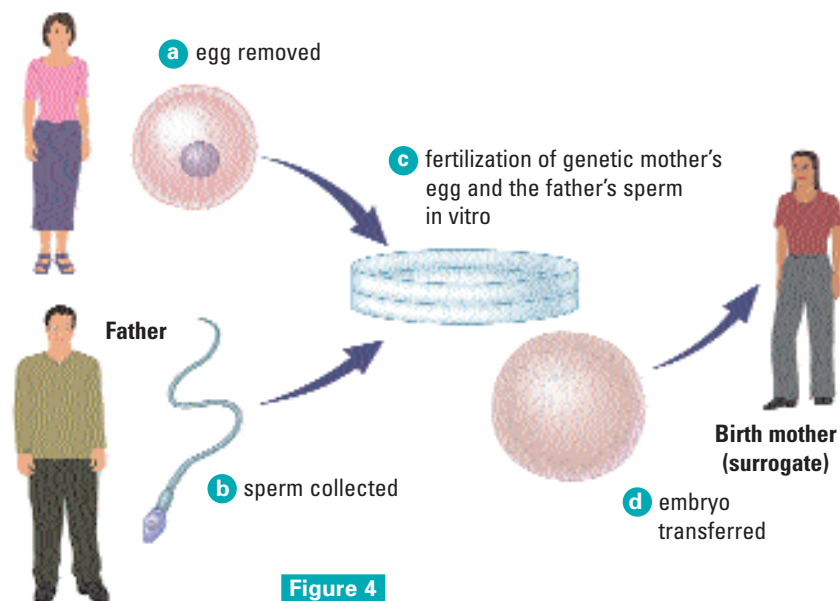 a egg removed
c fertilization of genetic mother's
egg and the father's sperm
in vitro
Father
b sperm collected
Birth mother
(surrogate)
d embryo
transferred
Figure 4